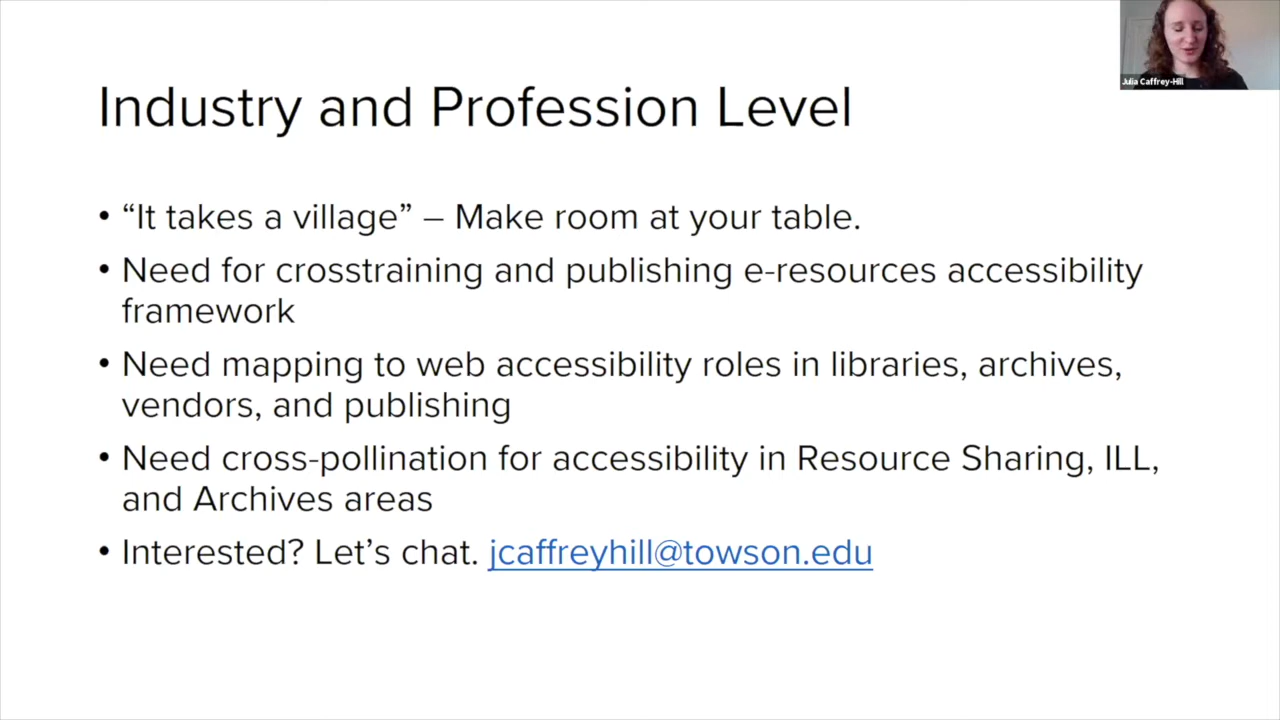 Julia Caffrey-Hill
Industry and Profession Level
• “It takes a village” – Make room at your table.
• Need for crosstraining and publishing e-resources accessibility
framework
• Need mapping to web accessibility roles in libraries, archives,
vendors, and publishing
• Need cross-pollination for accessibility in Resource Sharing, ILL,
and Archives areas
• Interested? Let’s chat. jcaffreyhill@towson.edu